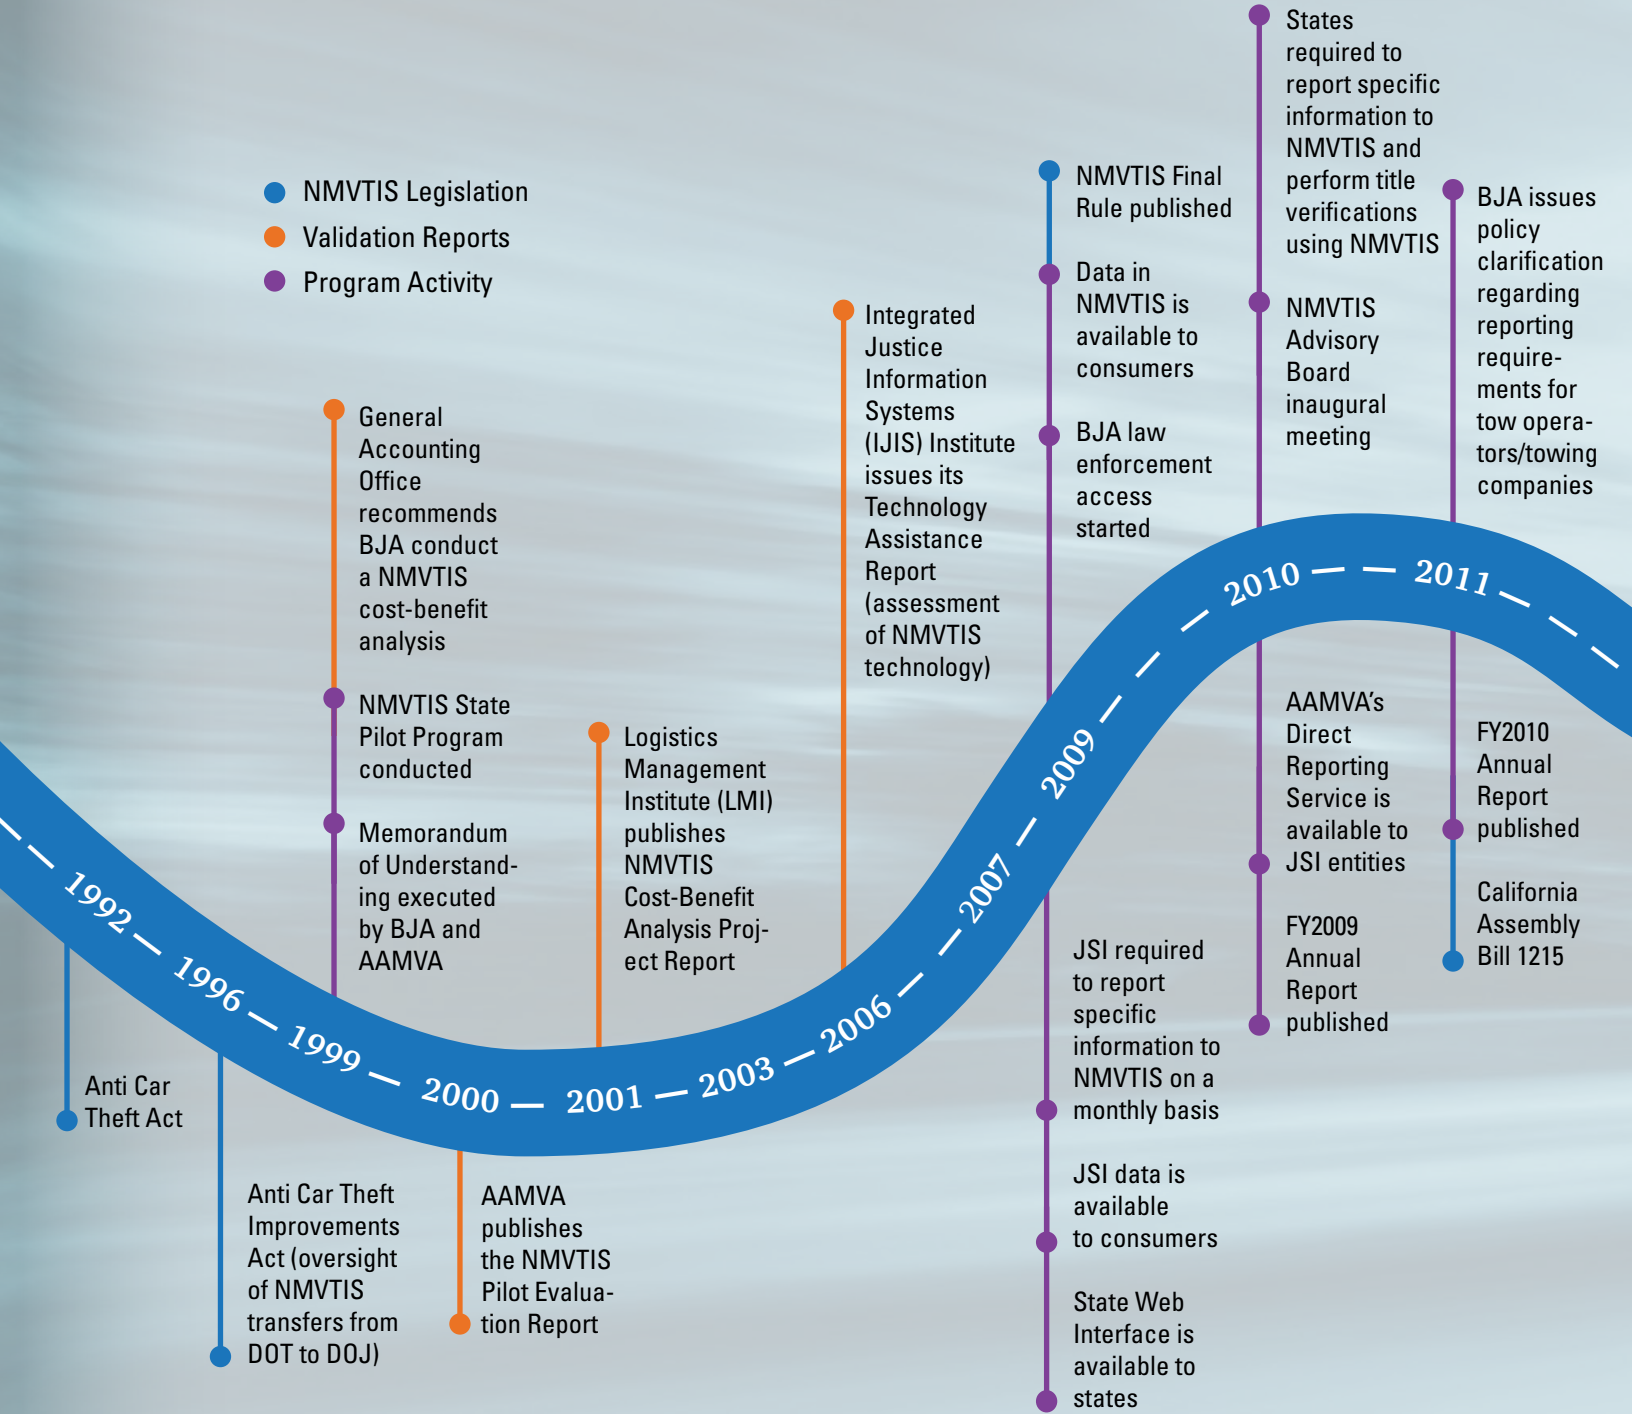 NMVTIS Legislation
Validation Reports
Program Activity
General
Accounting
Office
recommends
BJA conduct
a NMVTIS
cost-benefit
analysis
NMVTIS State
Pilot Program
conducted
Memorandum
of Understand-
ing executed
by BJA and
AAMVA
Logistics
Management
Institute (LMI)
publishes
NMVTIS
Cost-Benefit
Analysis Proj-
ect Report
Integrated
Justice
Information
Systems
(IJIS) Institute
issues its
Technology
Assistance
Report
(assessment
of NMVTIS
technology)
NMVTIS Final
Rule published
Data in
NMVTIS is
available to
consumers
BJA law
enforcement
access
started
States
required to
report specific
information to
NMVTIS and
perform title
verifications
using NMVTIS
NMVTIS
Advisory
Board
inaugural
meeting
BJA issues
policy
clarification
regarding
reporting
require-
ments for
tow opera-
tors/towing
companies
1992
1996
1999
2000
2001
2003
2006
2007
2009
2010
2011
Anti Car
Theft Act
Anti Car Theft
Improvements
Act (oversight
of NMVTIS
transfers from
DOT to DOJ)
AAMVA
publishes
the NMVTIS
Pilot Evalua-
tion Report
JSI required
to report
specific
information to
NMVTIS on a
monthly basis
JSI data is
available
to consumers
State Web
Interface is
available to
states
AAMVA's
Direct
Reporting
Service is
available to
JSI entities
FY2009
Annual
Report
published
FY2010
Annual
Report
published
California
Assembly
Bill 1215